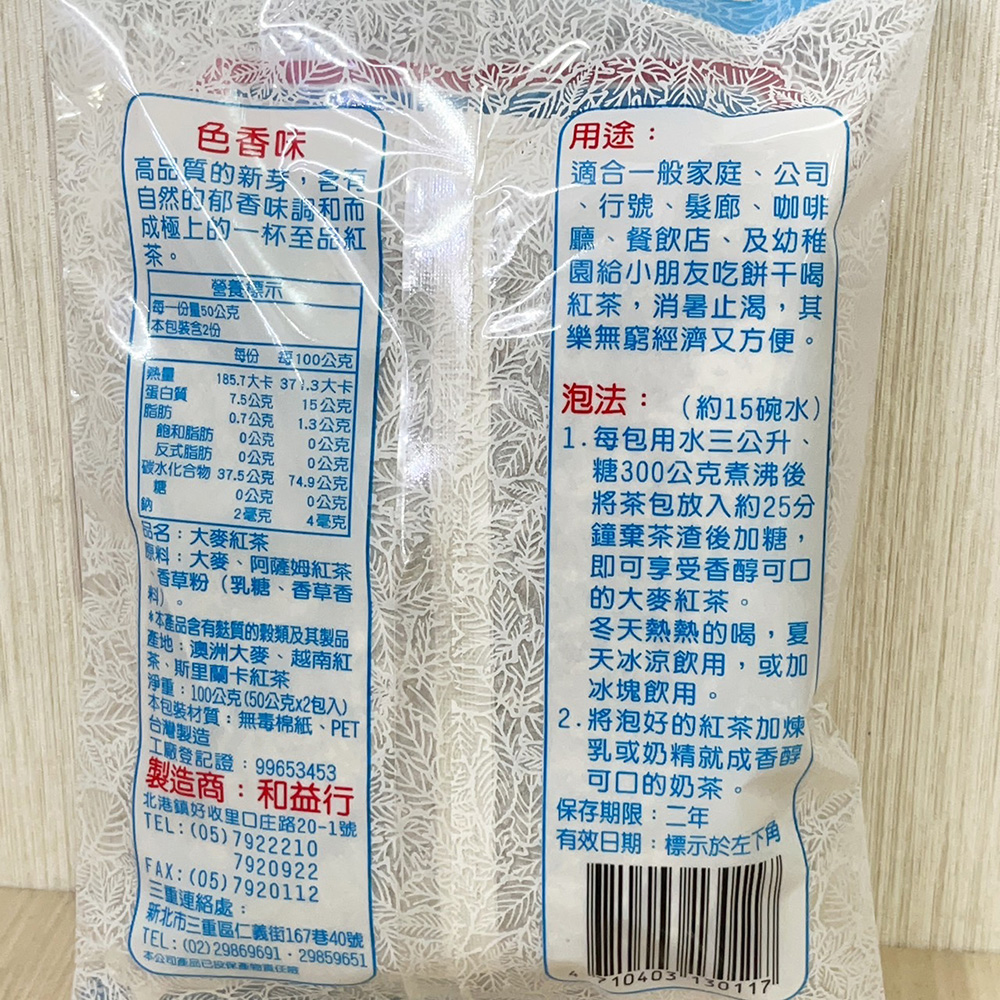 色香味
高品質的新芽，含有
自然的郁香味調和而
成極上的一杯至品紅
茶。
營養標示
每一份量50公克
本包裝含2份
每份 每100公克
熱量 185.7大卡 371.3大卡
蛋白質 7.5公克 15公克
脂肪 0.7公克 1.3公克
飽和脂肪 0公克 0公克
反式脂肪 0公克 0公克
碳水化合物 37.5公克 74.9公克
糖 0公克 0公克
鈉 2毫克 4毫克
品名：大麥紅茶
原料：大麥、阿薩姆紅茶
香草粉（乳糖、香草香
料）。
*本產品含有麩質的穀類及其製品
產地：澳洲大麥、越南紅
茶、斯里蘭卡紅茶
淨重：100公克(50公克x2包入)
本包裝材質：無毒棉紙、PET
台灣製造
工廠登記證：99653453
製造商：和益行
北港鎮好收里口庄路20-1號
TEL:(05)7922210
7920922
FAX:(05)7920112
三重連絡處：
新北市三重區仁義街167巷40號
TEL:(02)29869691・29859651
本公司產品已投保產物責任險
用途：
適合一般家庭、公司
、行號、髮廊、咖啡
廳、餐飲店、及幼稚
園給小朋友吃餅干喝
紅茶，消暑止渴，其
樂無窮經濟又方便。
泡法：（約15碗水）
1.每包用水三公升、
糖300公克煮沸後
將茶包放入約25分
鐘棄茶渣後加糖，
即可享受香醇可口
的大麥紅茶。
冬天熱熱的喝，夏
天冰涼飲用，或加
冰塊飲用。
2.將泡好的紅茶加煉
乳或奶精就成香醇
可口的奶茶。
保存期限：二年
有效日期：標示於左下角
4 710403 130117